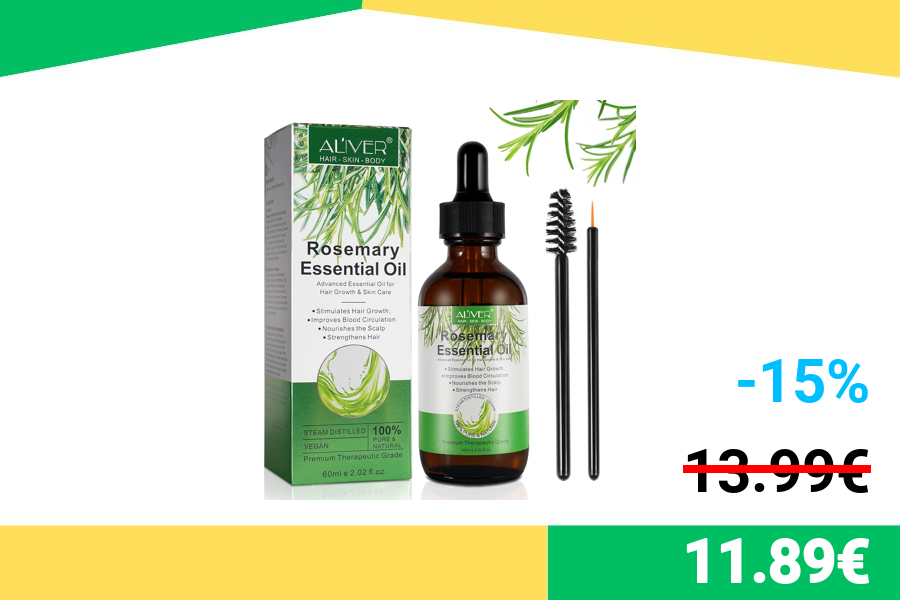 ALIVER®
HAIR - SKIN - BODY
Rosemary
Essential Oil
Advanced Essential Oil for
Hair Growth & Skin Care
• Stimulates Hair Growth,
• Improves Blood Circulation
• Nourishes the Scalp
• Strengthens Hair
STEAM DISTILLED
VEGAN
100%
PURE &
NATURAL
Premium Therapeutic Grade
60ml e 2.02 fl.oz
ALIVER
HAIR - SKIN - BODY
Rosemary
Essential Oil
• Stimulates Hair Growth,
• Improves Blood Circulation
• Nourishes the Scalp
• Strengthens Hair
Premium Therapeutic Grade
-15%
13.99€
11.89€